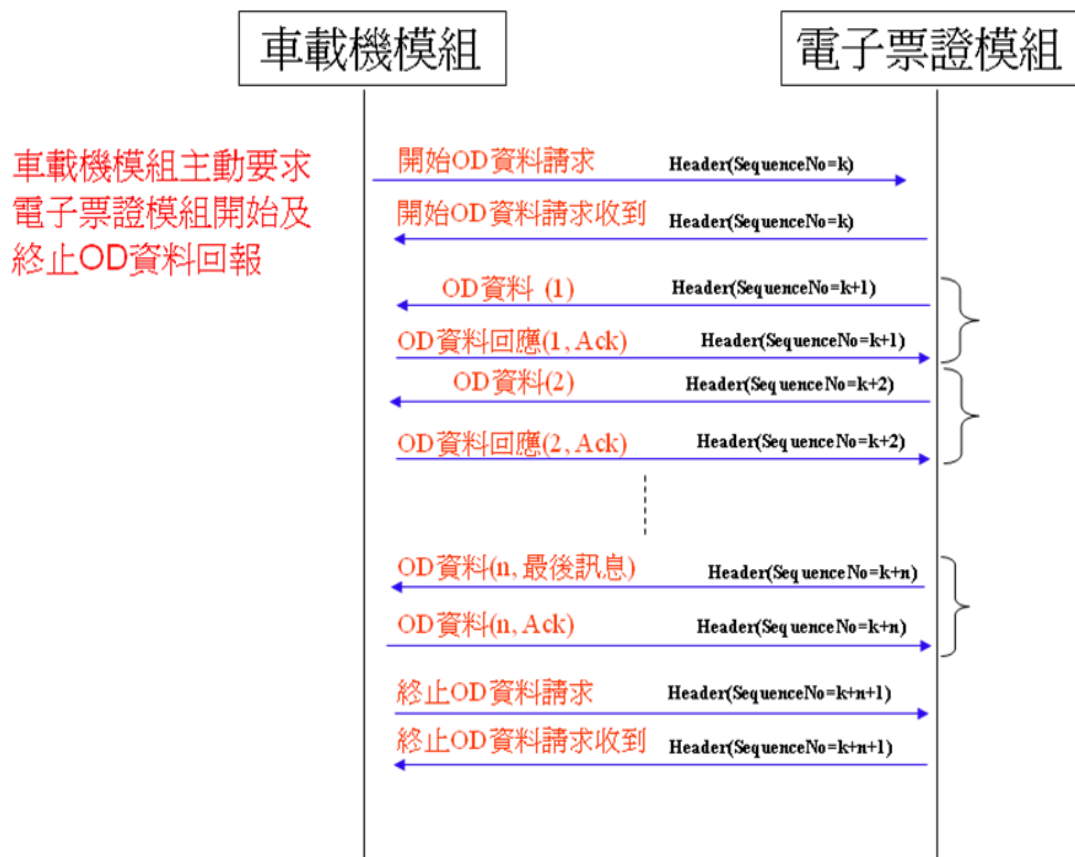 車載機模組
電子票證模組
車載機模組主動要求
電子票證模組開始及
終止OD資料回報
開始OD資料請求 Header(SequenceNo=k)
開始OD資料請求收到 Header(SequenceNo=k)
OD資料 (1) Header(SequenceNo=k+1)
OD資料回應(1, Ack) Header(SequenceNo=k+1)
OD資料(2) Header(SequenceNo=k+2)
OD資料回應(2, Ack) Header(SequenceNo=k+2)
OD資料(n, 最後訊息) Header(SequenceNo=k+n)
OD資料(n, Ack) Header(SequenceNo=k+n)
終止OD資料請求 Header(SequenceNo=k+n+1)
終止OD資料請求收到 Header(SequenceNo=k+n+1)